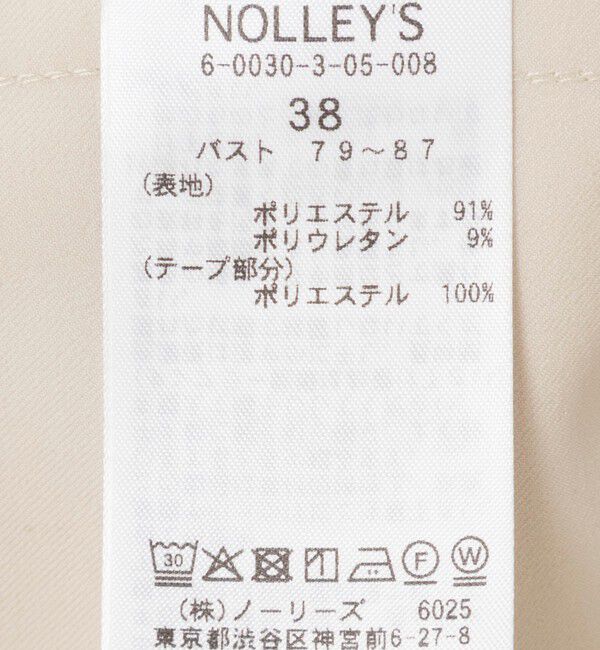 NOLLEY'S
6-0030-3-05-008
38
バスト 79～87
(表地)
ポリエステル 91%
ポリウレタン 9%
(テープ部分)
ポリエステル 100%
30 F W
(株)ノーリーズ 6025
東京都渋谷区神宮前6-27-8